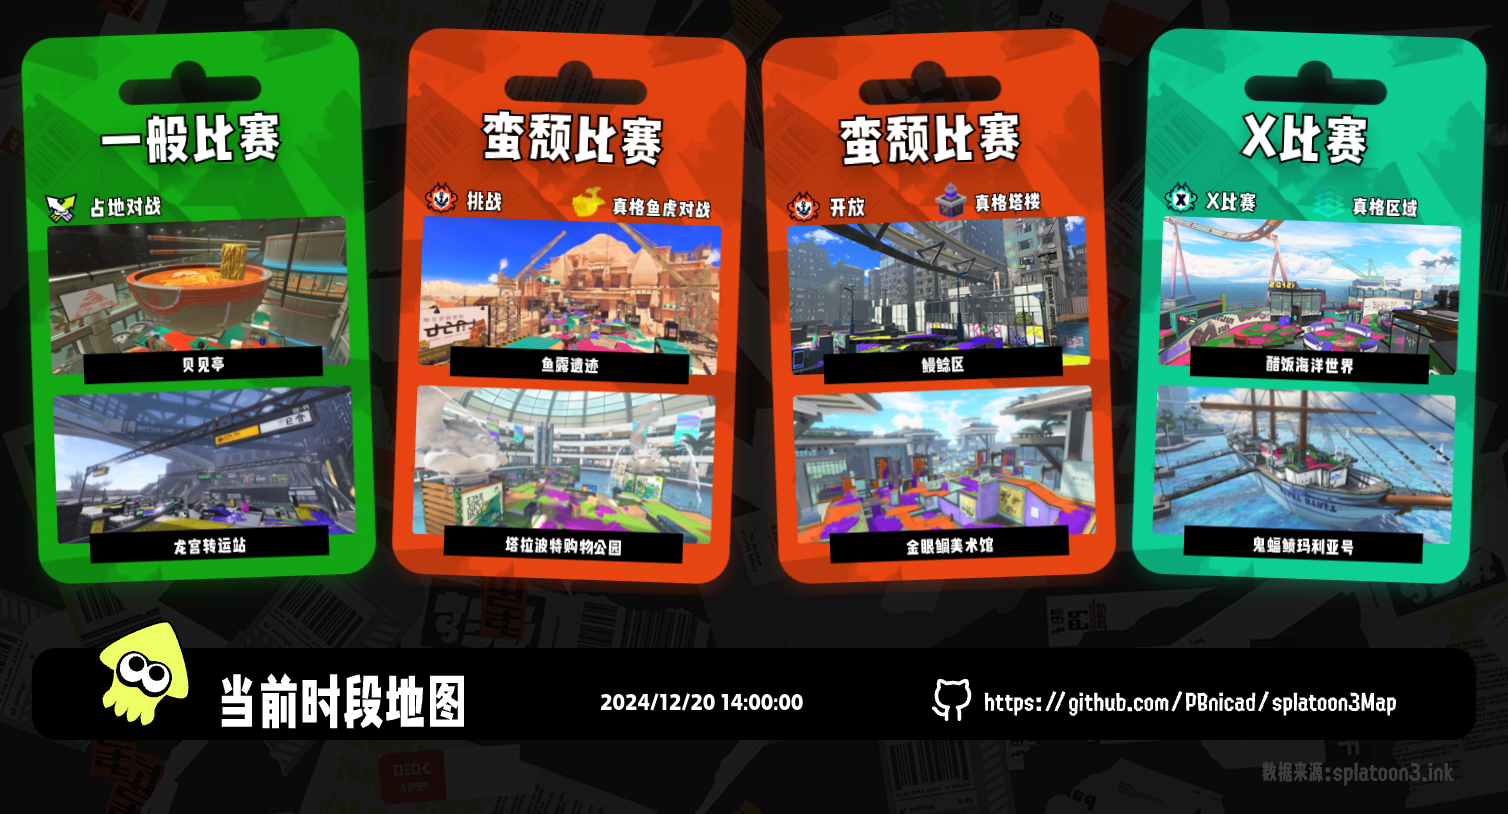 一般比赛
占地对战
贝贝亭
龙宫转运站
蛮颓比赛
挑战
真格鱼虎对战
鱼露遗迹
塔拉波特购物公园
蛮颓比赛
开放
真格塔楼
鳗鲶区
金眼鲷美术馆
X比赛
X比赛
真格区域
醋饭海洋世界
鬼蝠鲼玛利亚号
当前时段地图
2024/12/20 14:00:00
https://github.com/PBnicad/splatoon3Map
数据来源:splatoon3.ink